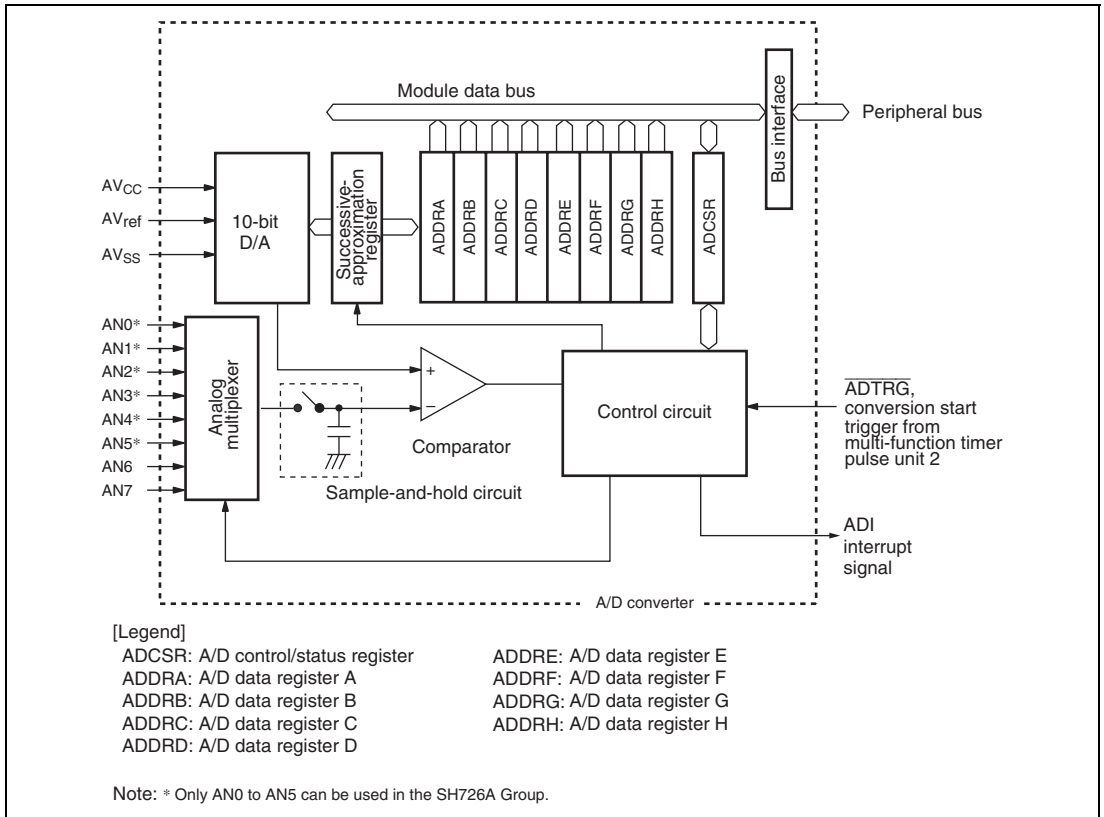 Module data bus
Bus interface
Peripheral bus
AVCC
AVref
AVSS
10-bit
D/A
Successive-
approximation
register
ADDRA
ADDRB
ADDRC
ADDRD
ADDRE
ADDRF
ADDRG
ADDRH
ADCSR
AN0*
AN1*
AN2*
AN3*
AN4*
AN5*
AN6
AN7
Analog
multiplexer
+
−
Comparator
Sample-and-hold circuit
Control circuit
ADTRG,
conversion start
trigger from
multi-function timer
pulse unit 2
ADI
interrupt
signal
A/D converter
[Legend]
ADCSR: A/D control/status register
ADDRA: A/D data register A
ADDRB: A/D data register B
ADDRC: A/D data register C
ADDRD: A/D data register D
ADDRE: A/D data register E
ADDRF: A/D data register F
ADDRG: A/D data register G
ADDRH: A/D data register H
Note: * Only AN0 to AN5 can be used in the SH726A Group.